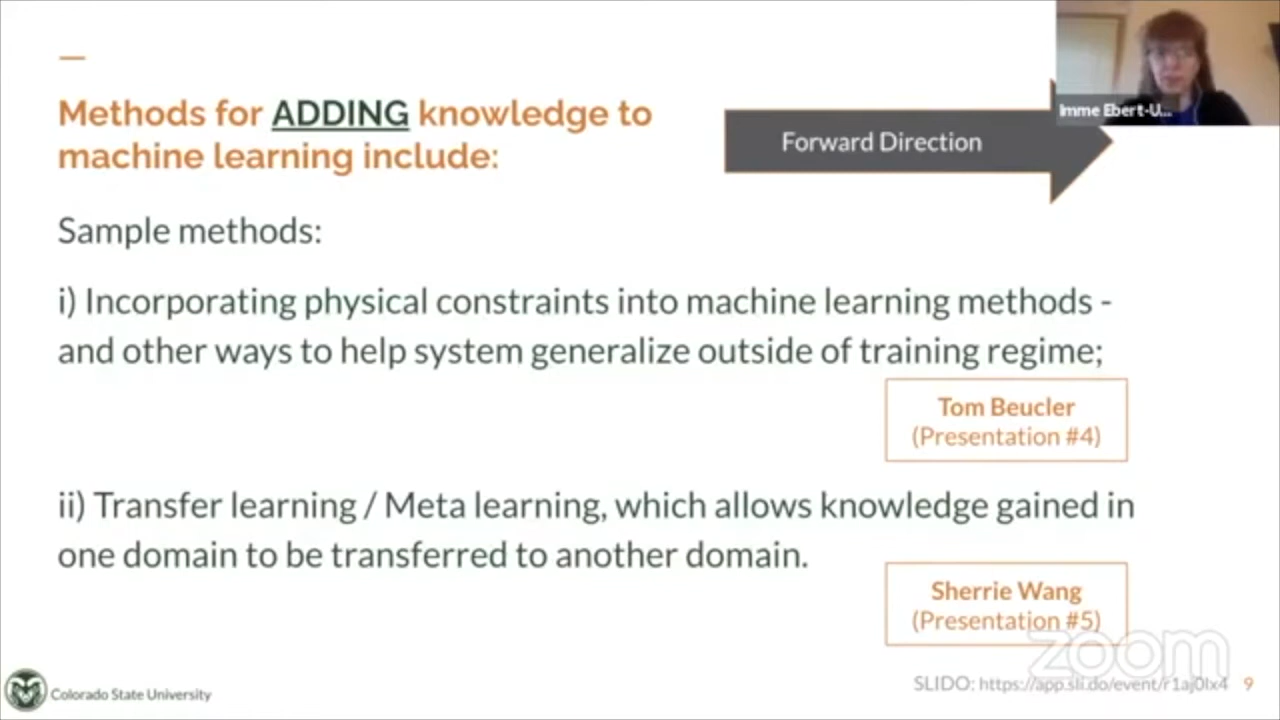 Methods for ADDING knowledge to
machine learning include:
Forward Direction
Imme Ebert-U...
Sample methods:
i) Incorporating physical constraints into machine learning methods -
and other ways to help system generalize outside of training regime;
Tom Beucler
(Presentation #4)
ii) Transfer learning / Meta learning, which allows knowledge gained in
one domain to be transferred to another domain.
Sherrie Wang
(Presentation #5)
zoom
Colorado State University
SLIDO: https://app.sli.do/event/r1aj0lx4 9